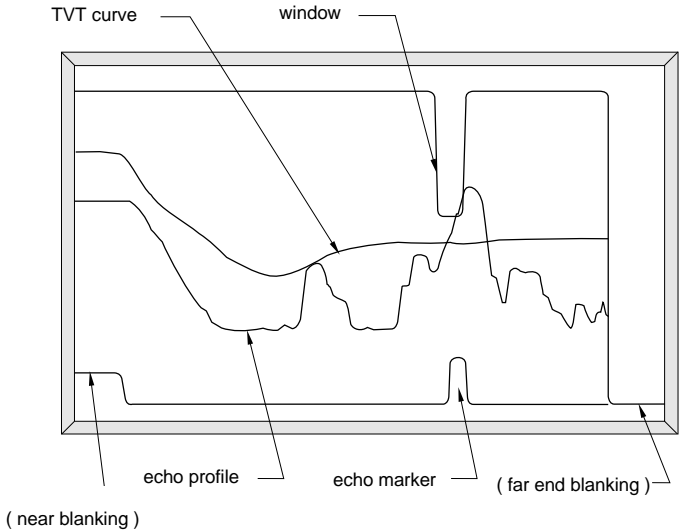 TVT curve
window
echo profile
echo marker
( far end blanking )
( near blanking )